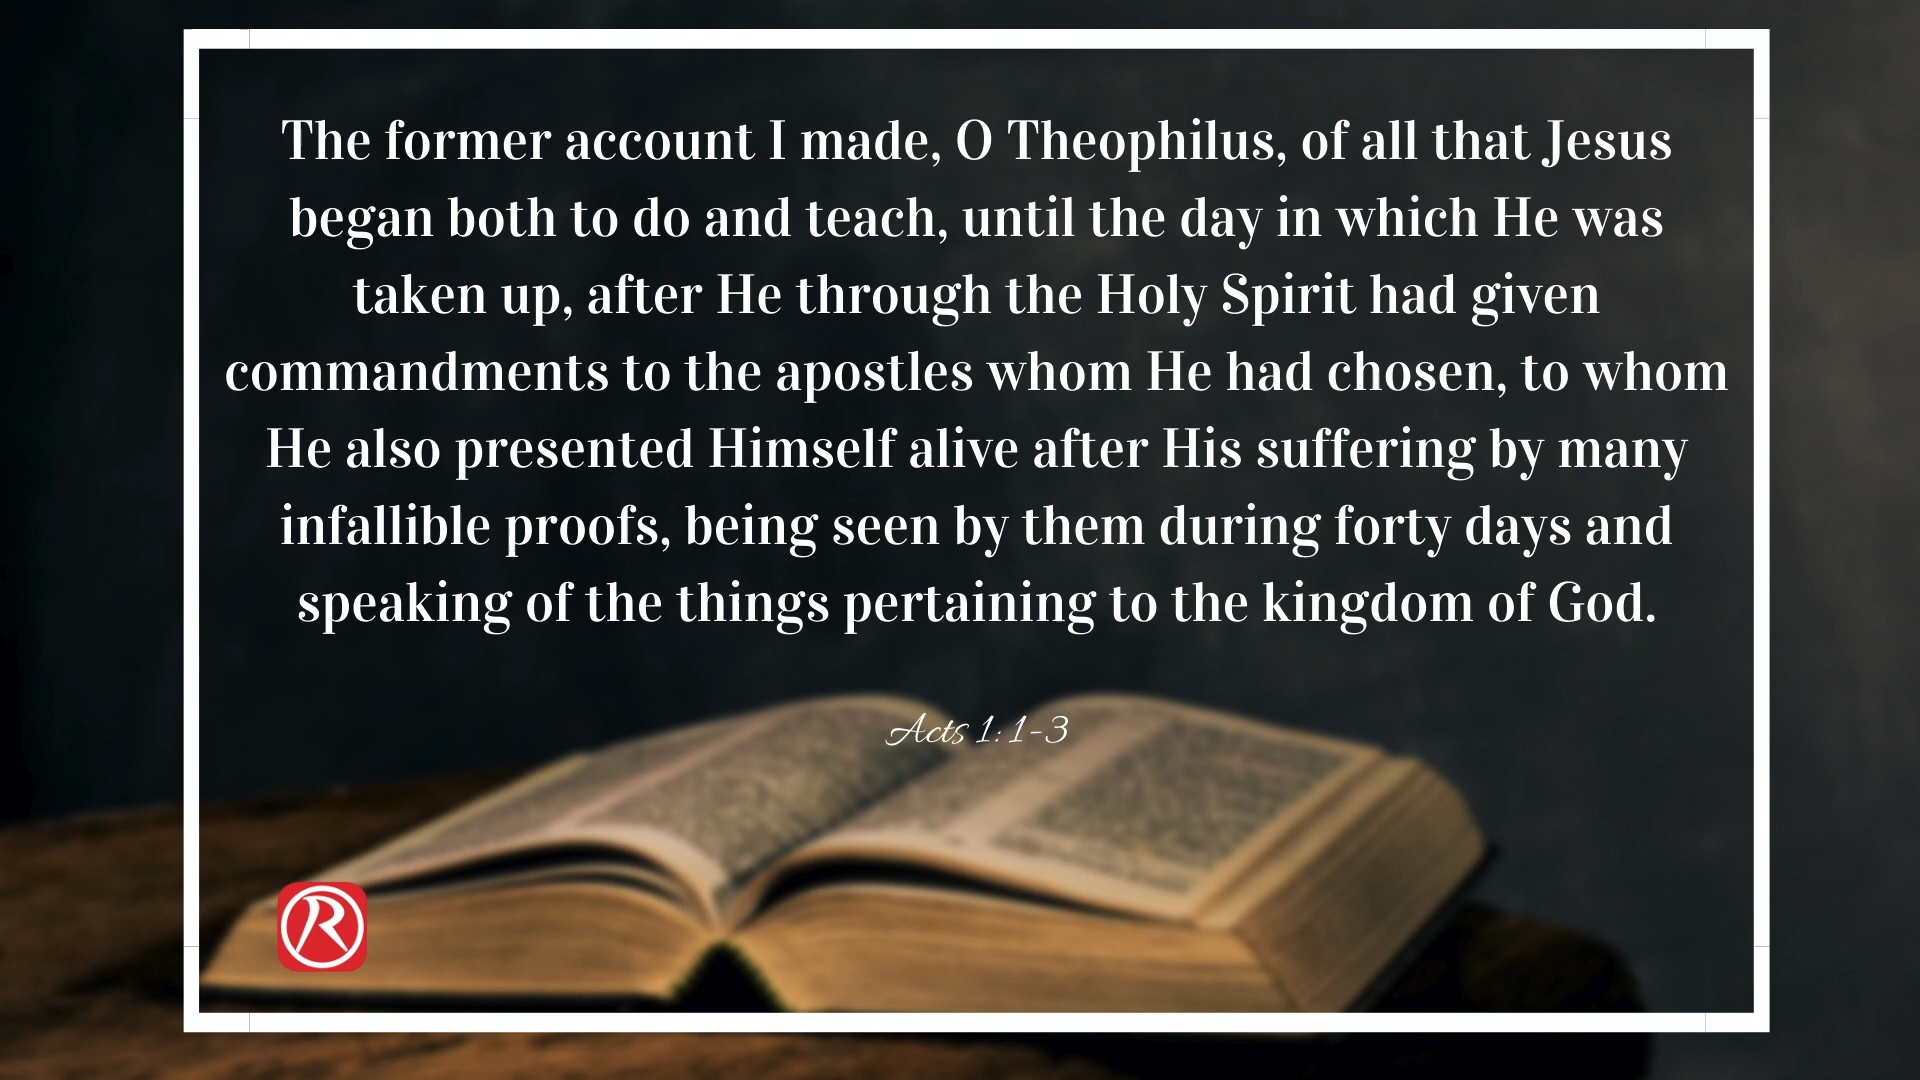 The former account I made, O Theophilus, of all that Jesus
began both to do and teach, until the day in which He was
taken up, after He through the Holy Spirit had given
commandments to the apostles whom He had chosen, to whom
He also presented Himself alive after His suffering by many
infallible proofs, being seen by them during forty days and
speaking of the things pertaining to the kingdom of God.
Acts 1:1-3
R